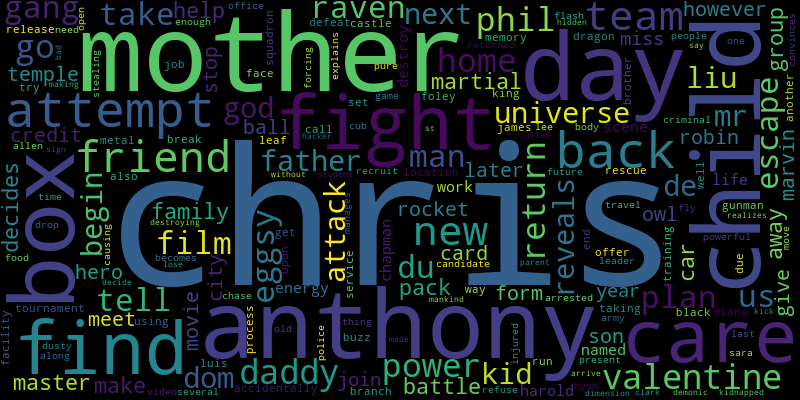 gang take help raven next phil team however
open office castle enough flash hidden miss group
release need go stop squadron memory dragon people say one convinces
mother day child
temple job face forcing explains pure destroy home brother liu another
try stealing making bad martial
attempt god set game foley king universe mr escape
credit ball scene
allen sign metal break fight call cub st james lee body criminal robin
hacker returned
box friend leaf without location man back
decides also father student recruit later work future rescue marvin
time begin chris return reveals de well life
drop family film eggsy attack rocket new owl travel fly gunman
causing destroying get upon service chapman card realizes
food becomes du end offer leader training car due powerful move give away
hero lose city energy manager candidate pack way form year parent plan us
tell decide chase anthony mankind arrested taking black diana last
facility tournament meet movie process old thing army care
find using police buzz made power injured son named present kick
dusty along daddy kid run sara
master make video several dom luis accidentally join branch battle refuse harold hyun arrive valentine
dimension clark demonic kidnapped